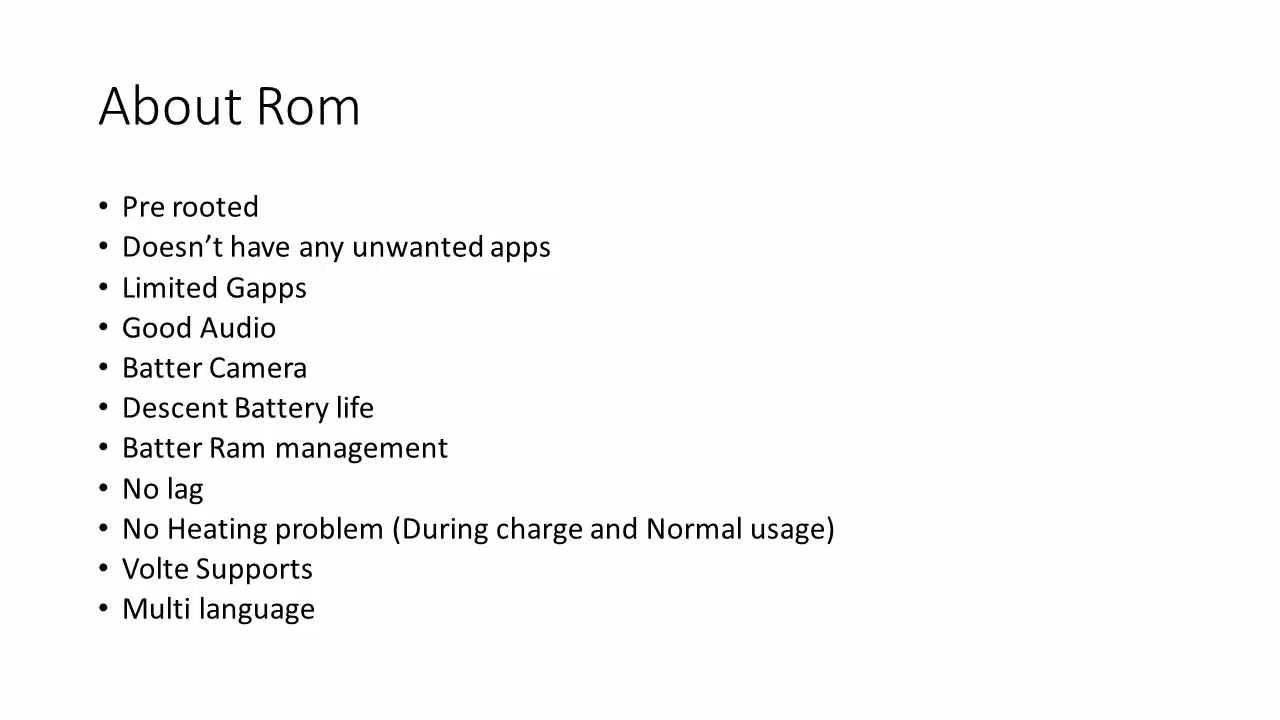 About Rom
• Pre rooted
• Doesn’t have any unwanted apps
• Limited Gapps
• Good Audio
• Batter Camera
• Descent Battery life
• Batter Ram management
• No lag
• No Heating problem (During charge and Normal usage)
• Volte Supports
• Multi language